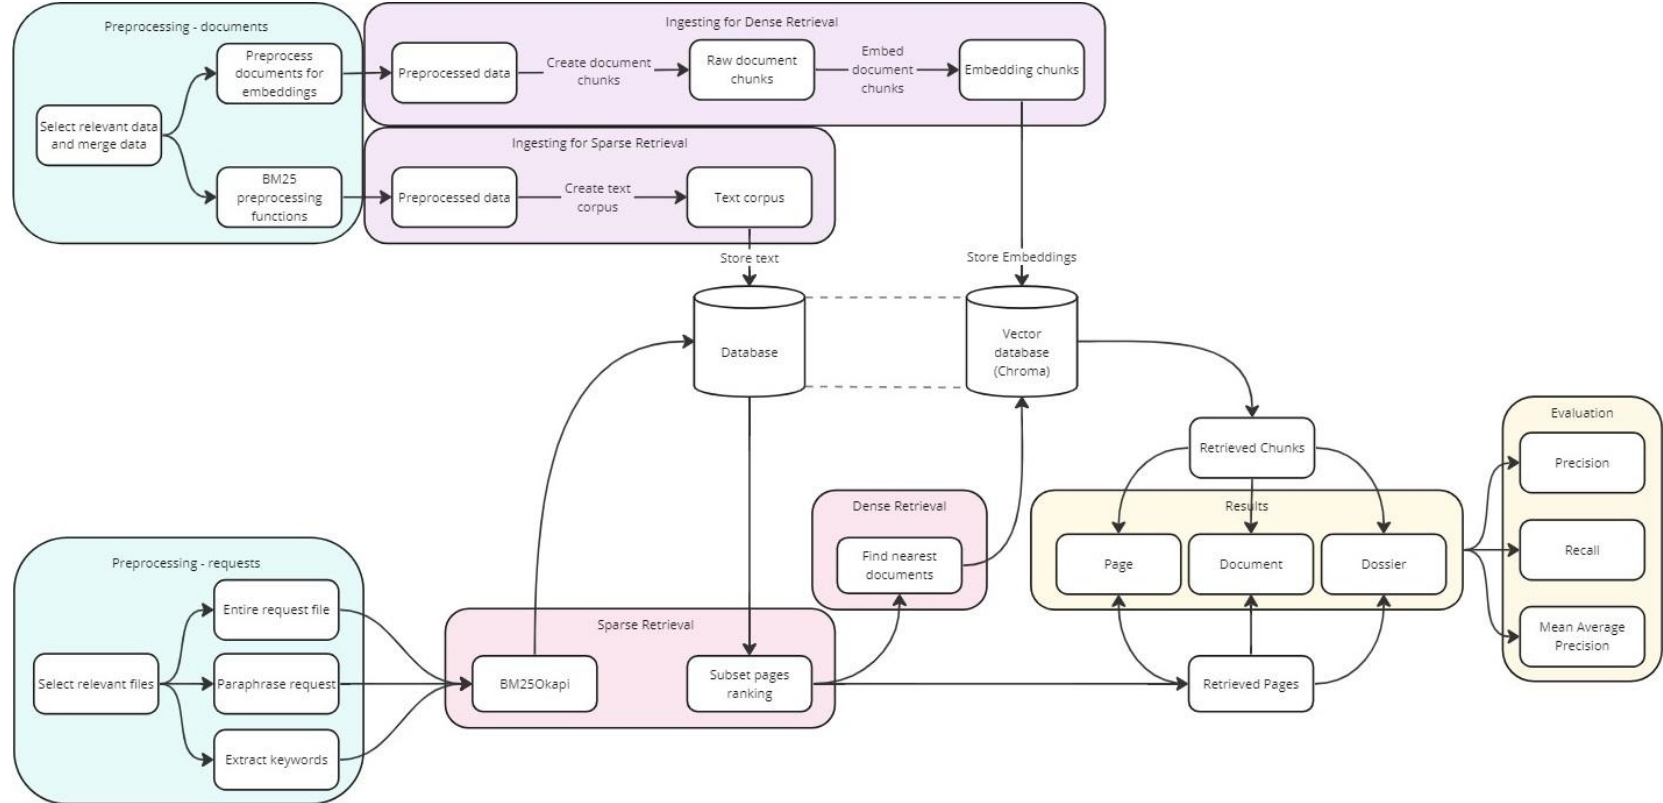 Preprocessing - documents
Select relevant data
and merge data
Preprocess
documents for
embeddings
BM25
preprocessing
functions
Ingesting for Dense Retrieval
Preprocessed data
Create document
chunks
Raw document
chunks
Embed
document
chunks
Embedding chunks
Ingesting for Sparse Retrieval
Preprocessed data
Create text
corpus
Text corpus
Store text
Store Embeddings
Database
Vector
database
(Chroma)
Retrieved Chunks
Preprocessing - requests
Select relevant files
Entire request file
Paraphrase request
Extract keywords
Sparse Retrieval
BM25Okapi
Subset pages
ranking
Dense Retrieval
Find nearest
documents
Results
Page
Document
Dossier
Retrieved Pages
Evaluation
Precision
Recall
Mean Average
Precision